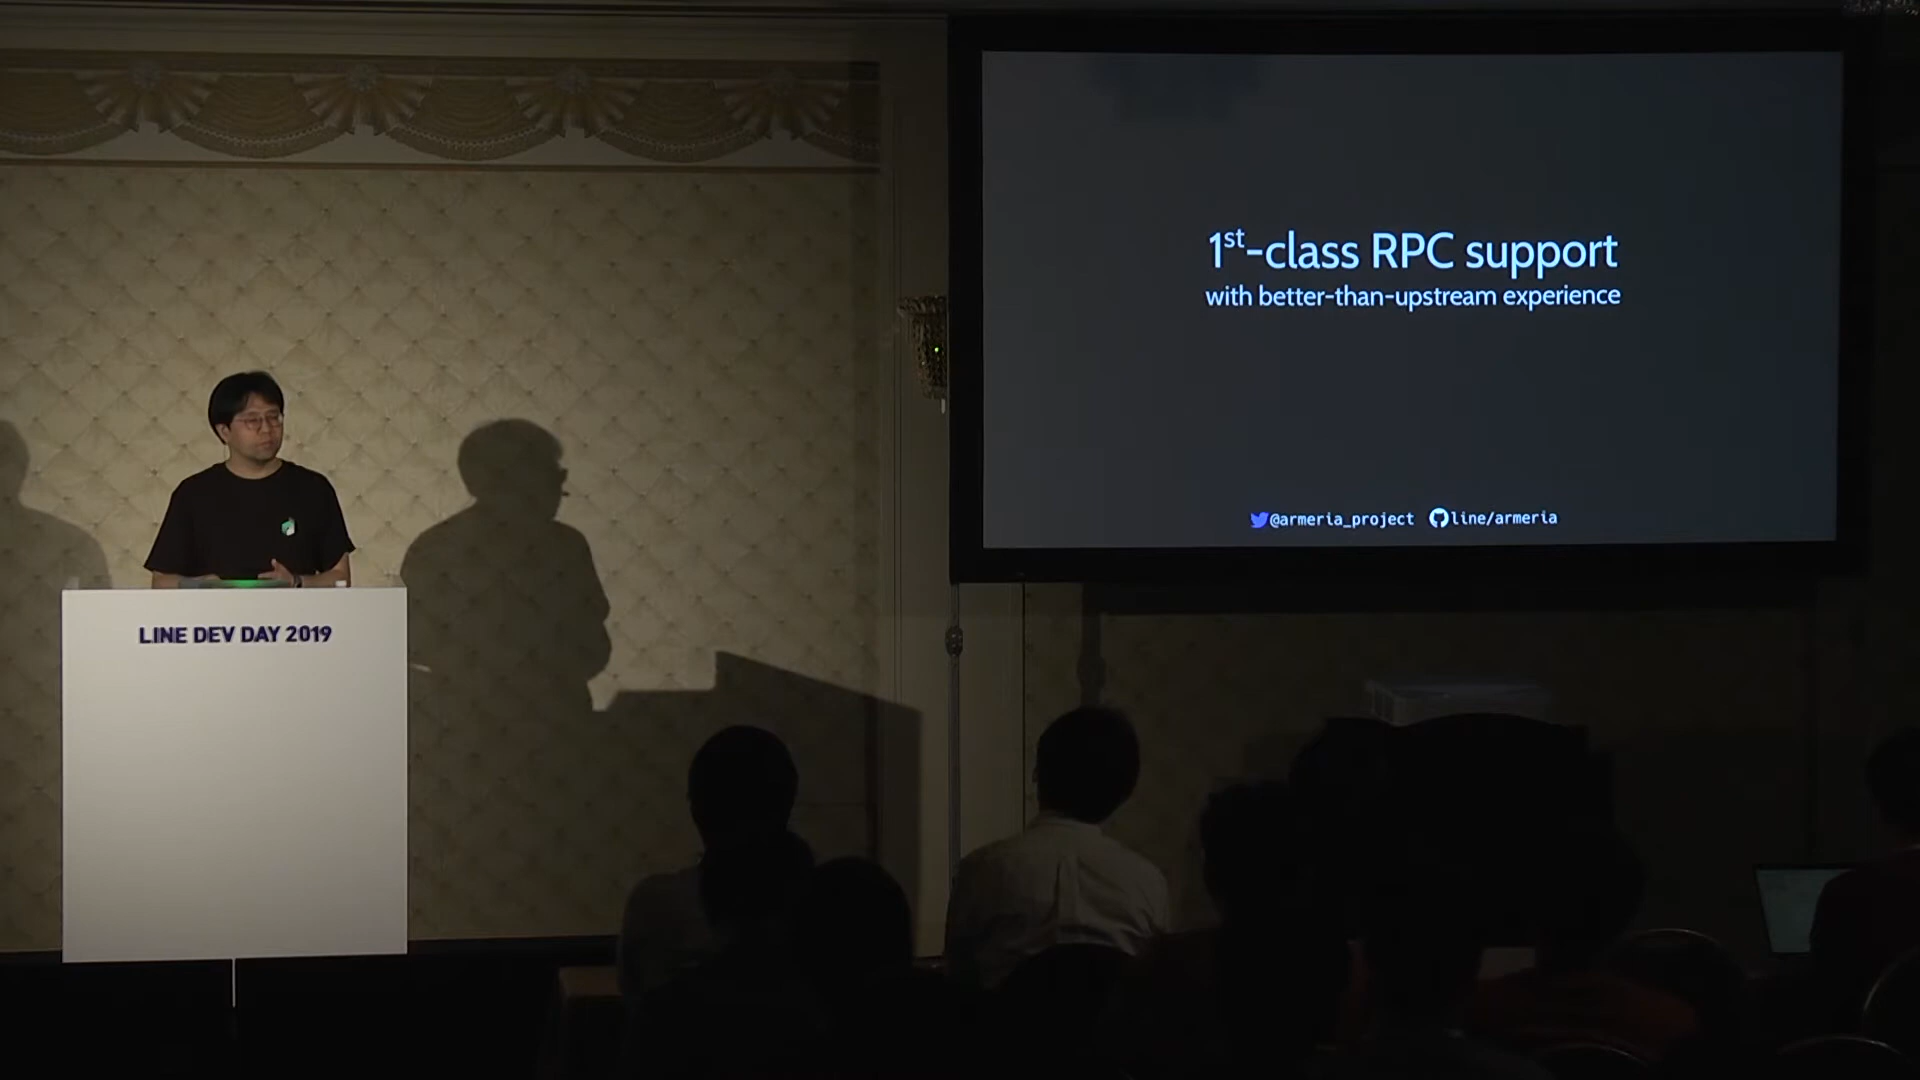 1st-class RPC support
with better-than-upstream experience
@armeria_project line/armeria
LINE DEV DAY 2019